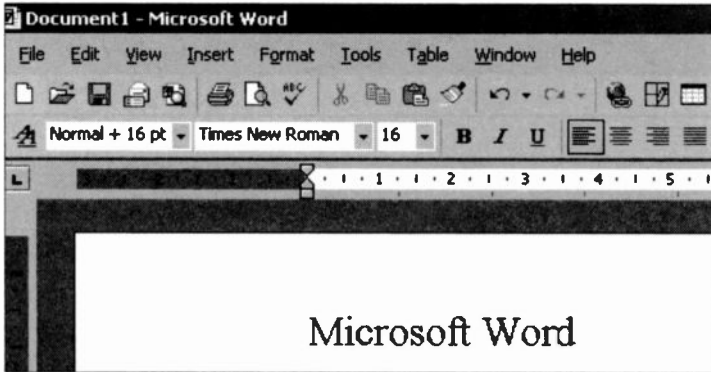 Document1 - Microsoft Word
File Edit View Insert Format Tools Table Window Help
ABC
Normal + 16 pt Times New Roman 16 B I U
L 1 2 3 4 5
Microsoft Word